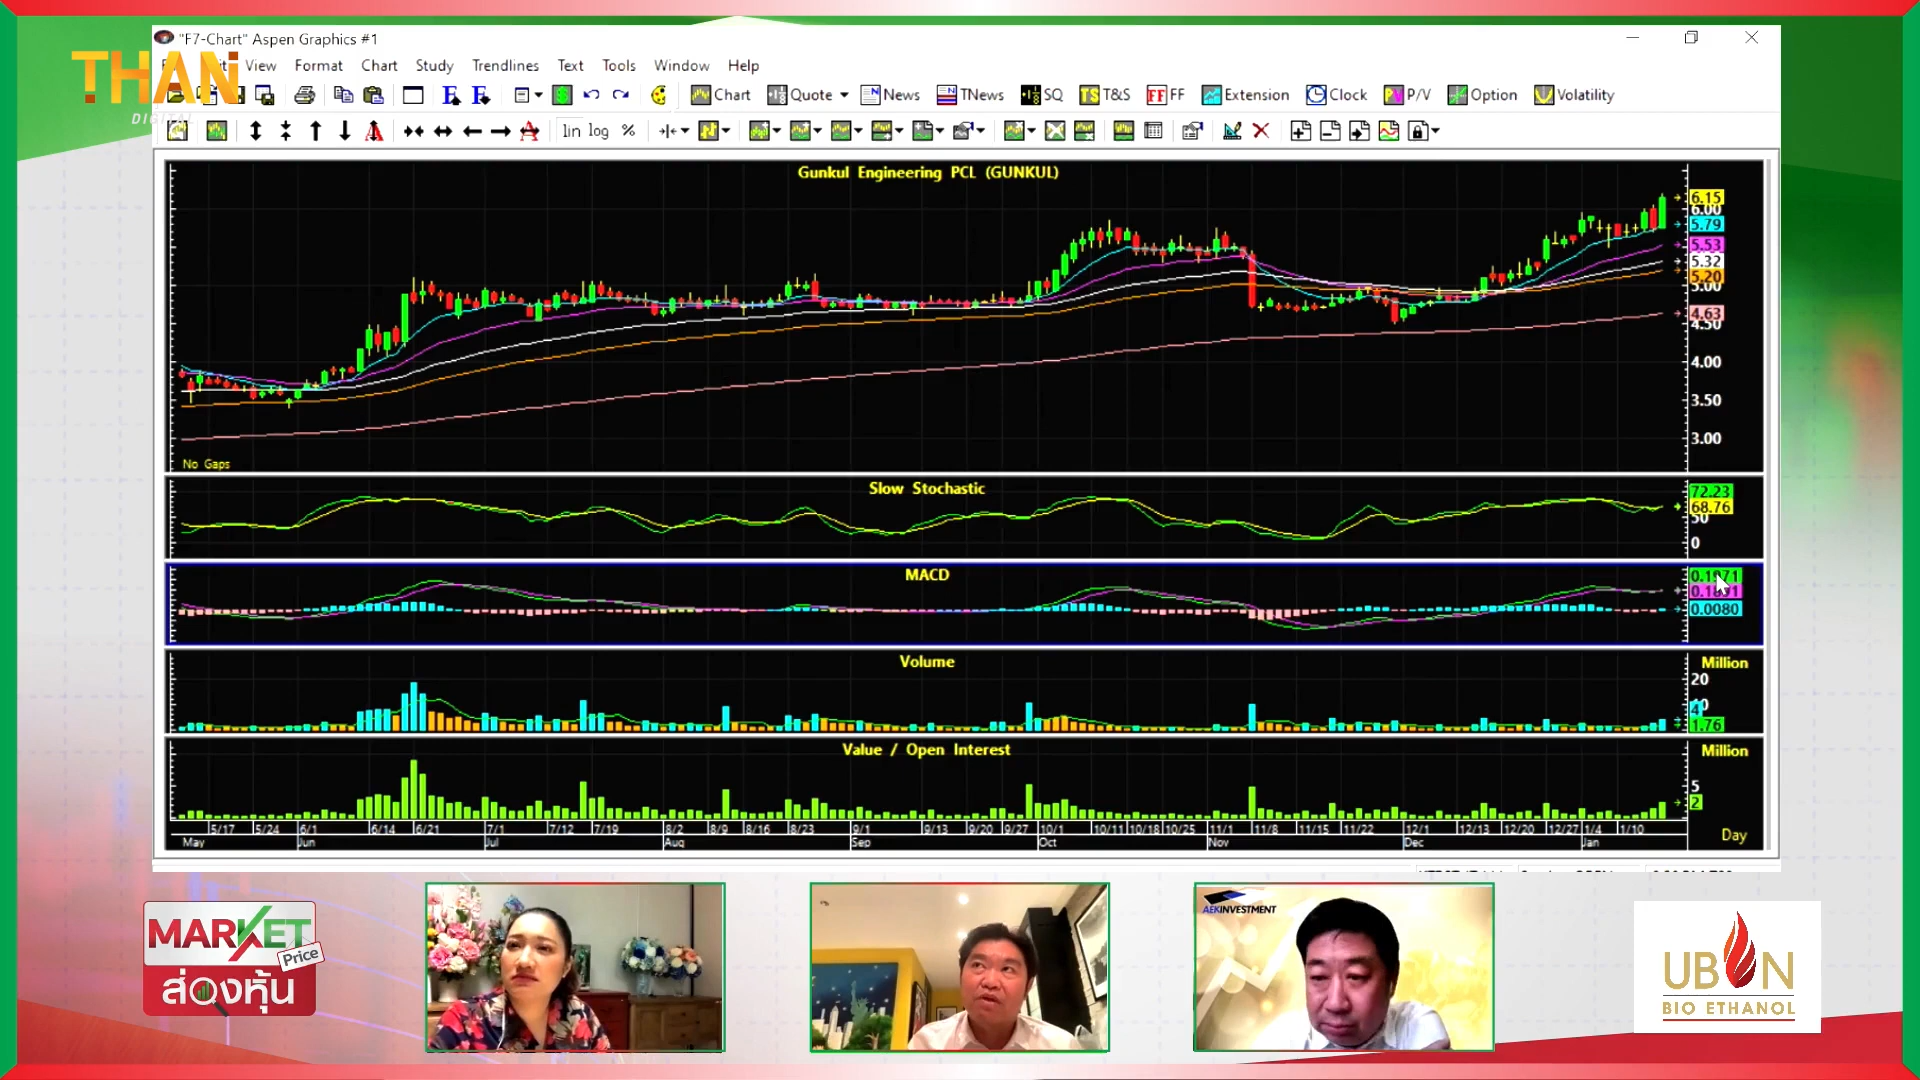 "F7-Chart" Aspen Graphics #1
THAN
DIGITAL
View Format Chart Study Trendlines Text Tools Window Help
Chart Quote News TNews SQ T&S FF Extension Clock P/V Option Volatility
lin log %
Gunkul Engineering PCL (GUNKUL)
6.15
6.00
5.79
5.53
5.32
5.20
5.00
4.63
4.50
4.00
3.50
3.00
No Gaps
Slow Stochastic
72.23
68.76
50
0
MACD
0.0080
Volume
Million
20
1.76
Value / Open Interest
Million
5
2
5/17 5/24 6/1 6/14 6/21 7/1 7/12 7/19 8/2 8/9 8/16 8/23 9/1 9/13 9/20 9/27 10/1 10/11 10/18 10/25 11/1 11/8 11/15 11/22 12/1 12/13 12/20 12/27 1/4 1/10
May Jun Jul Aug Sep Oct Nov Dec Jan
Day
MARKET
Price
ส่องหุ้น
AEKINVESTMENT
UBON
BIO ETHANOL